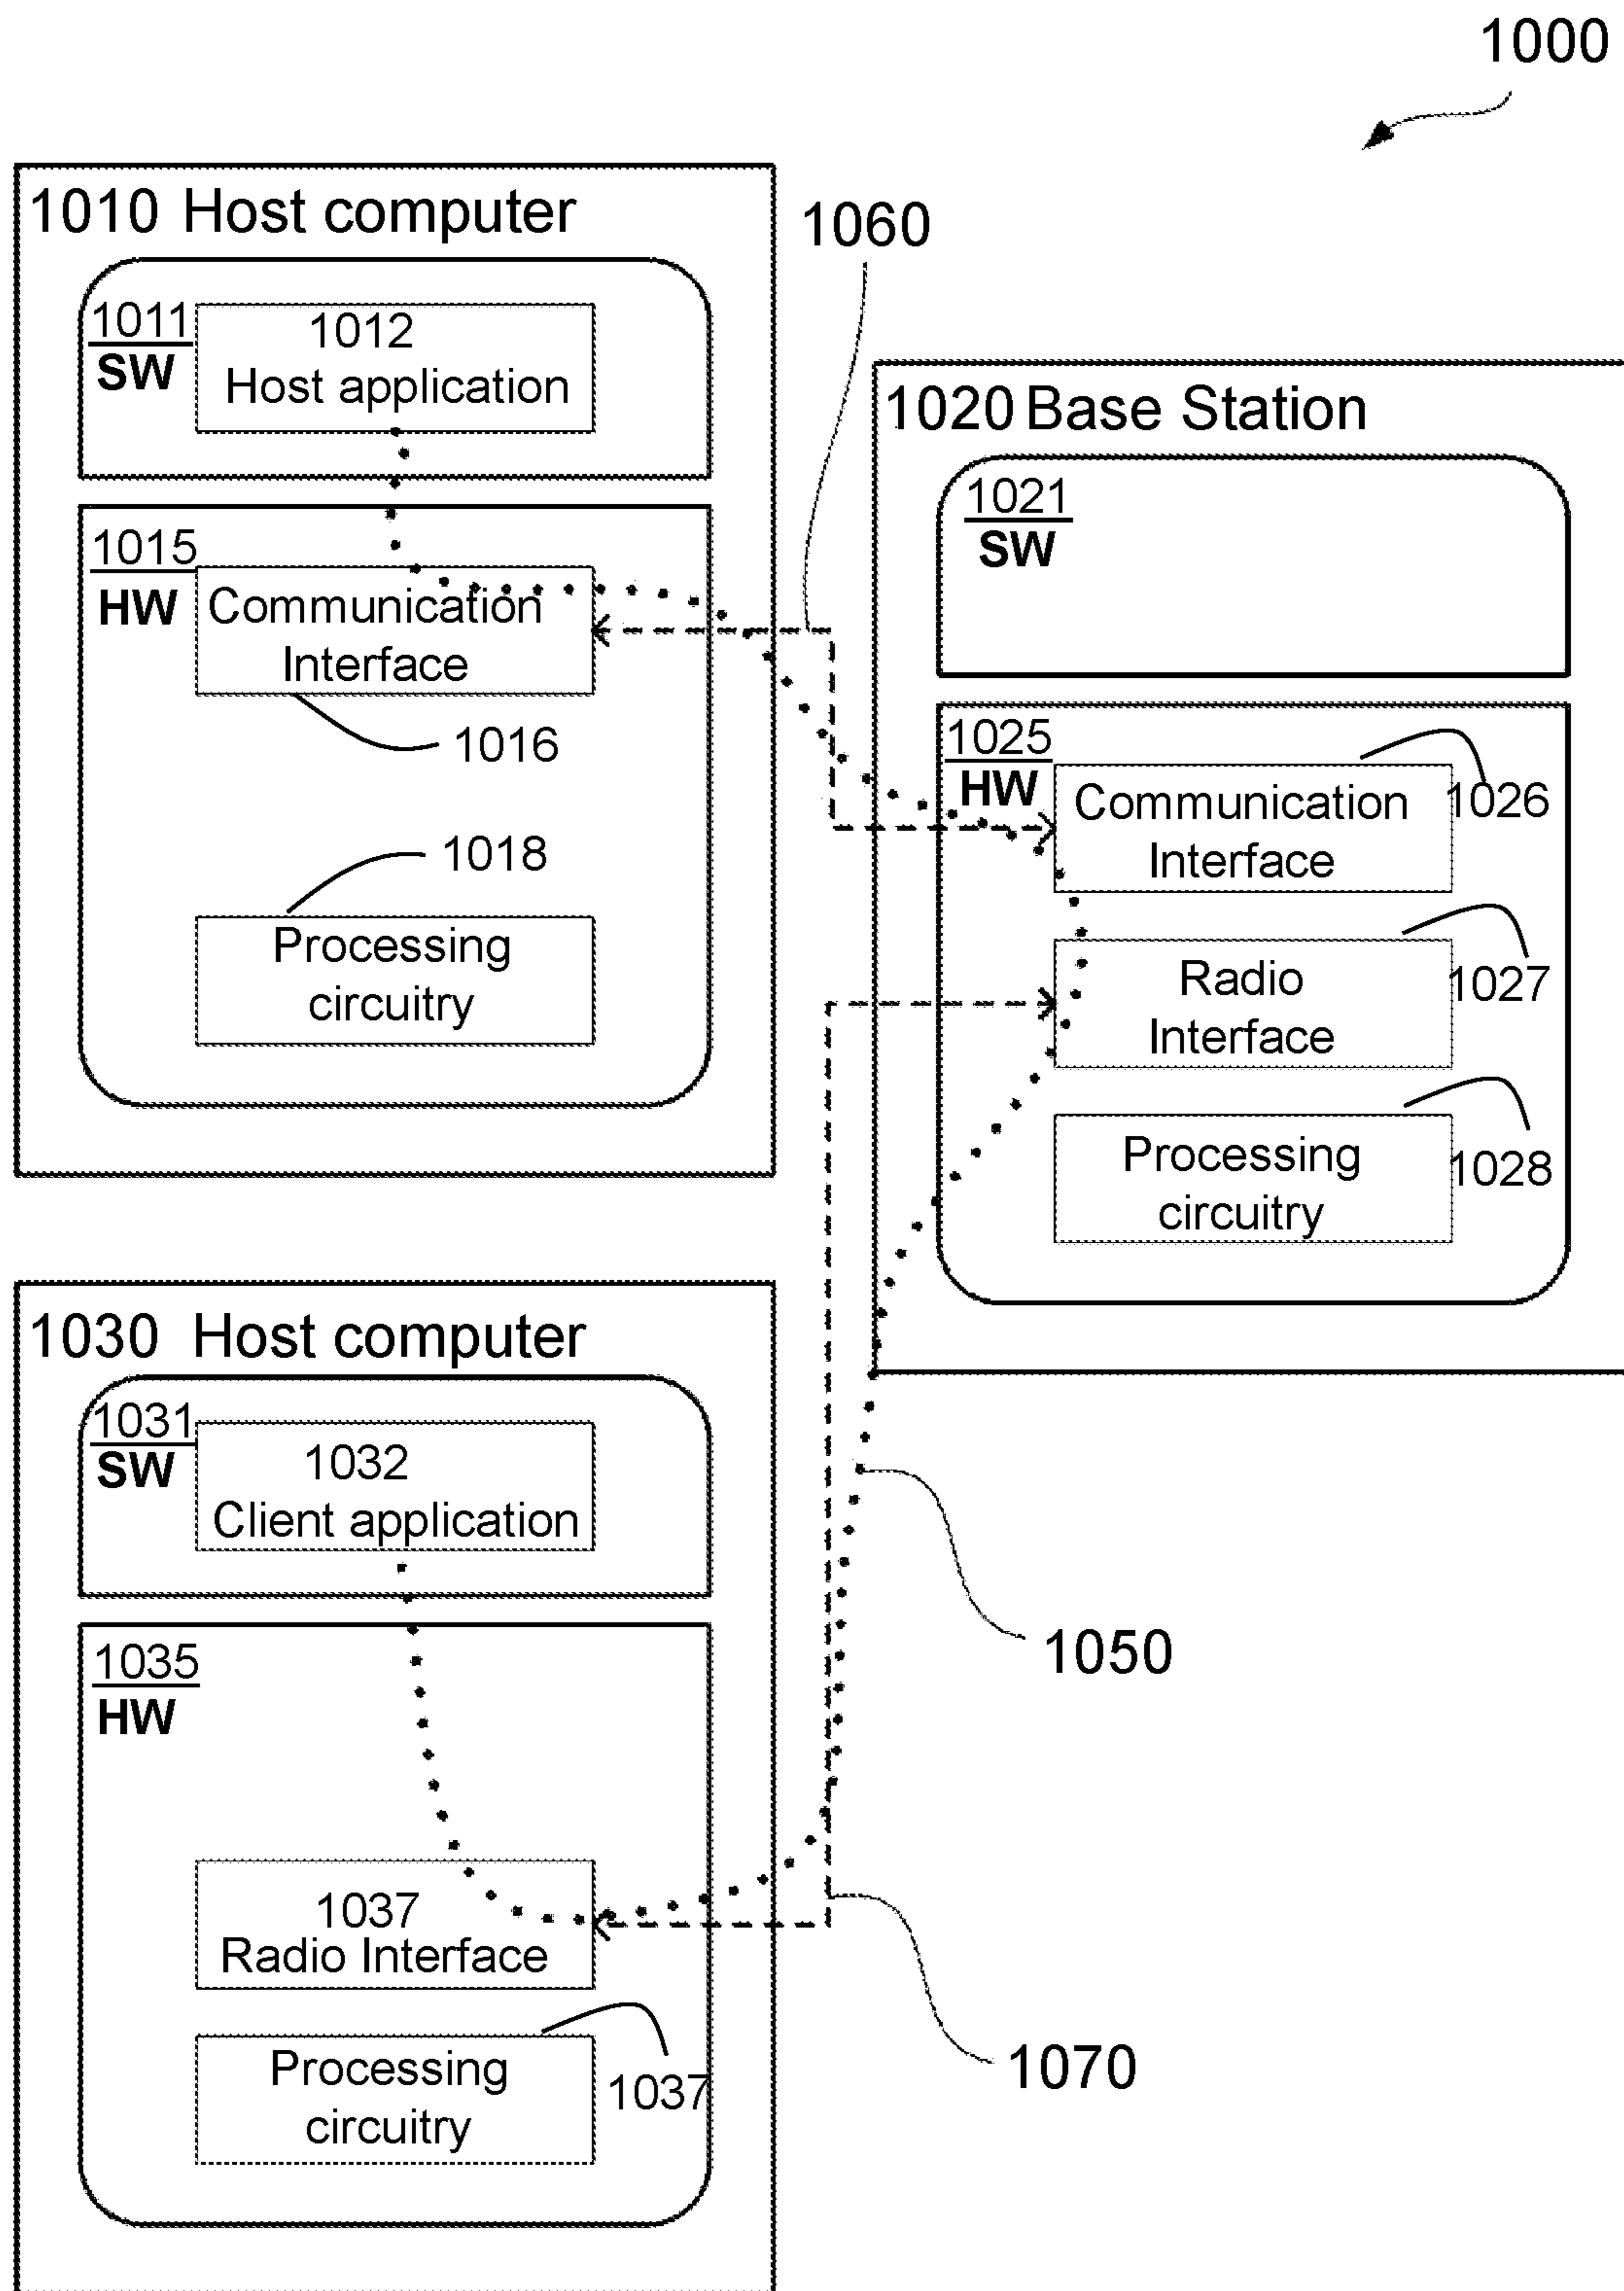 1000
1010 Host computer
1011
SW
1012
Host application
1015
HW
Communication
Interface
1016
1018
Processing
circuitry
1060
1020 Base Station
1021
SW
1025
HW
Communication
Interface
1026
Radio
Interface
1027
Processing
circuitry
1028
1030 Host computer
1031
SW
1032
Client application
1035
HW
1037
Radio Interface
Processing
circuitry
1037
1050
1070